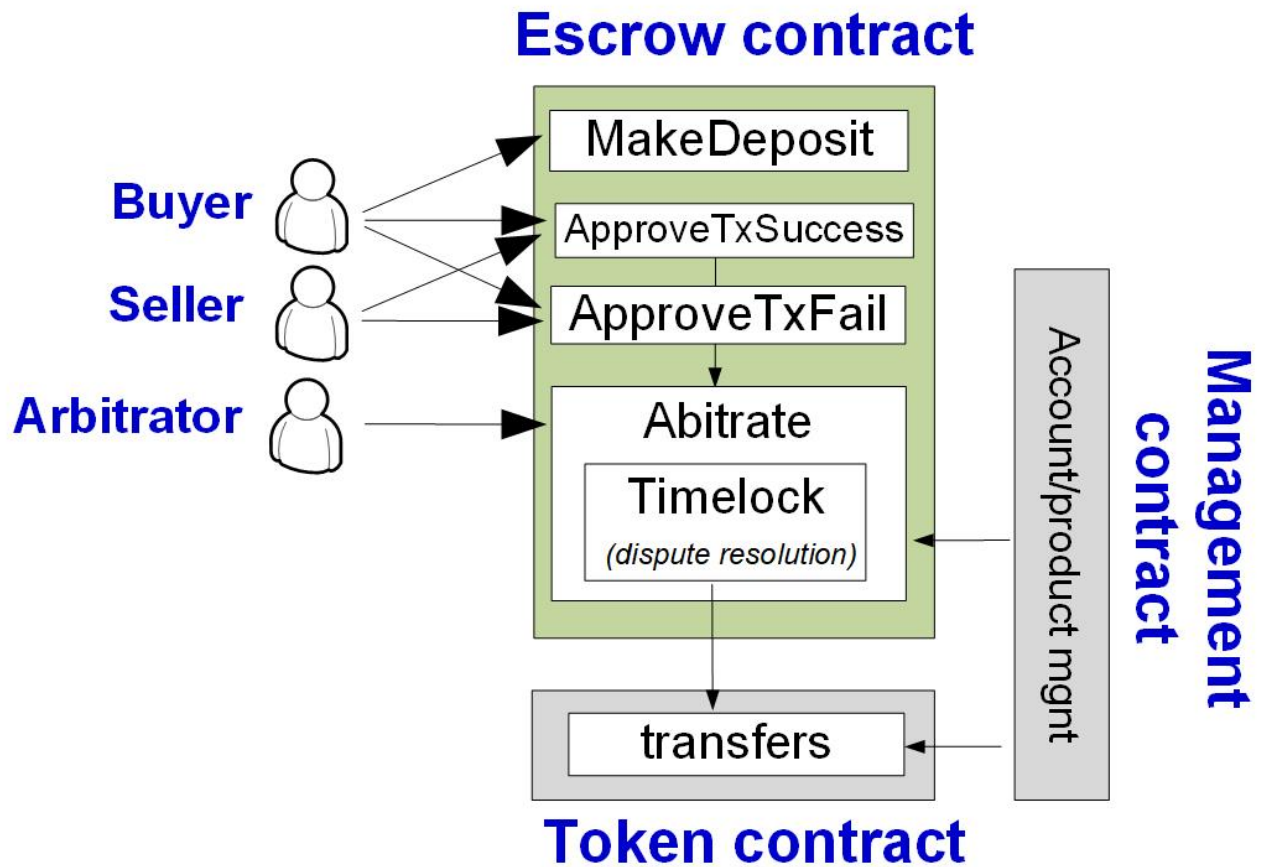 Escrow contract
MakeDeposit
Buyer
ApproveTxSuccess
Seller
ApproveTxFail
Arbitrator
Abitrate
Timelock
(dispute resolution)
Account/product mgnt
Management
contract
transfers
Token contract